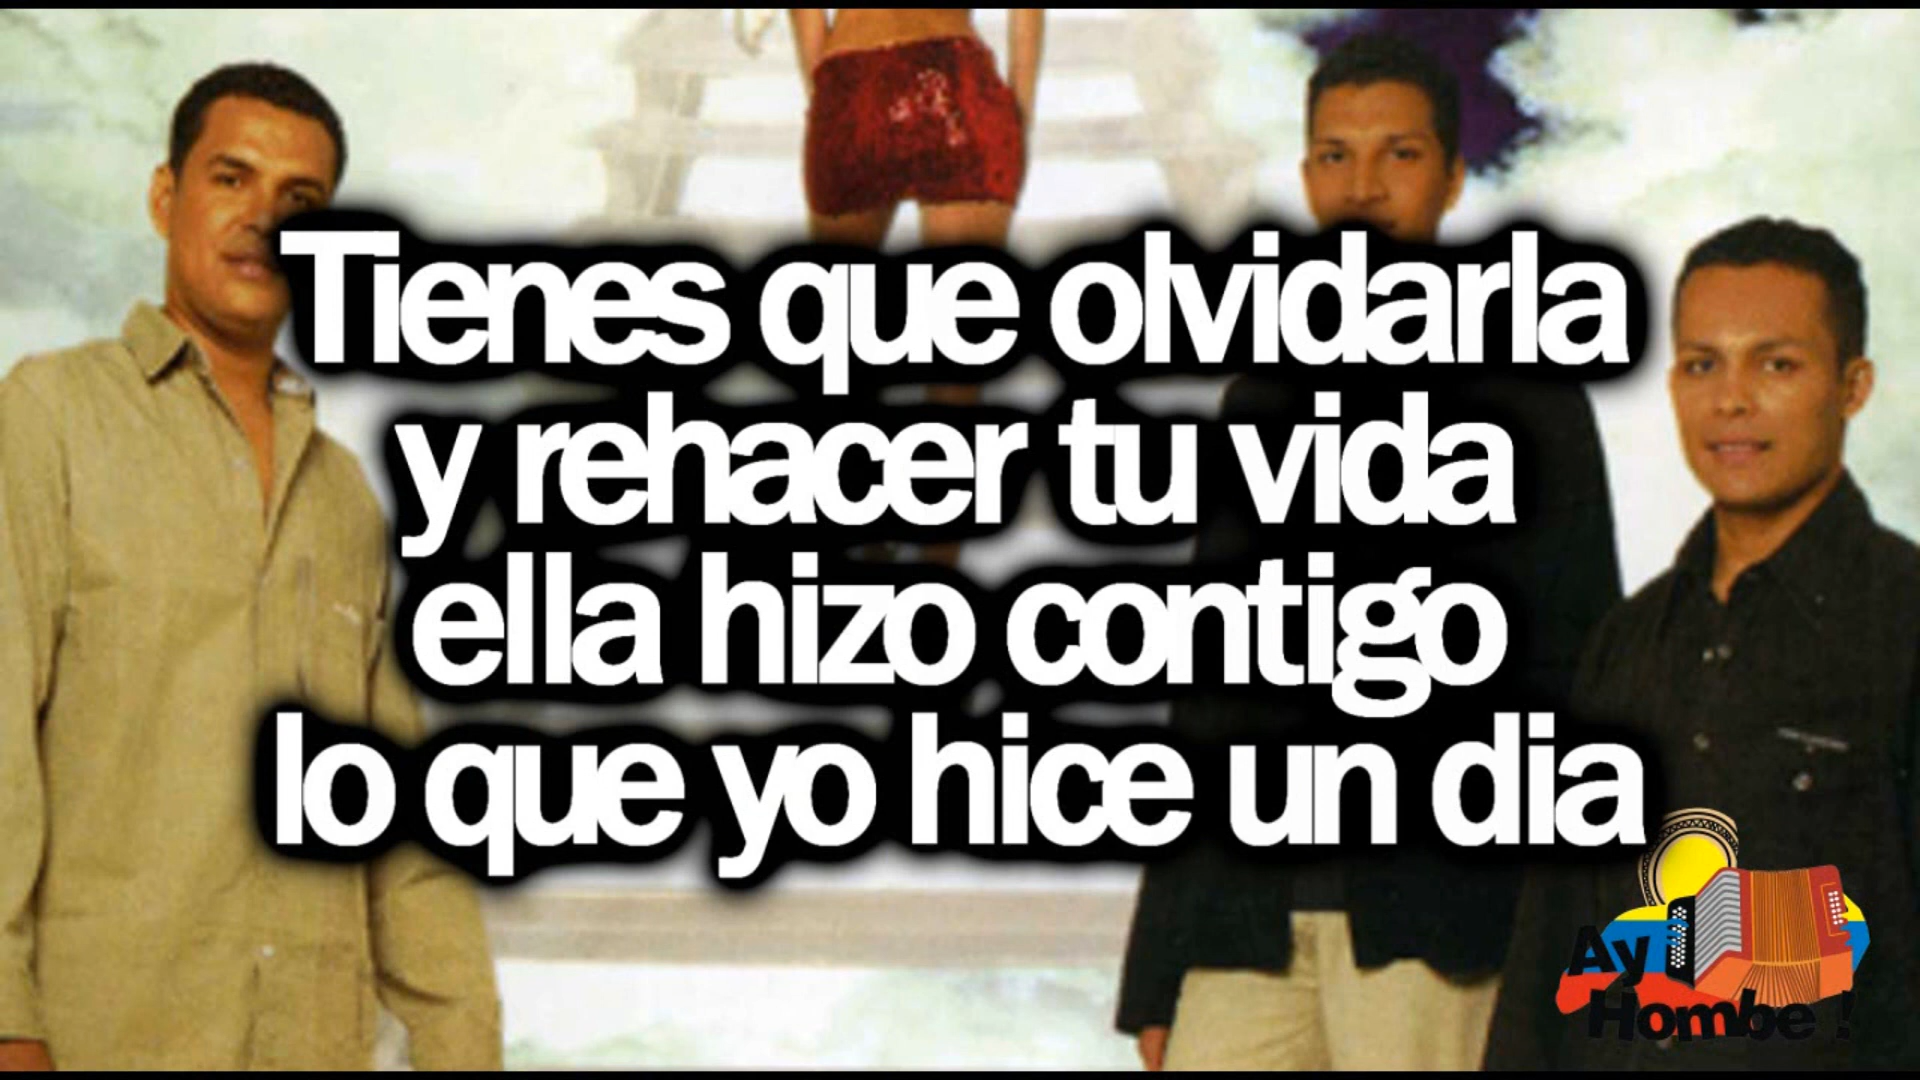 Tienes que olvidarla
y rehacer tu vida
ella hizo contigo
lo que yo hice un dia
Ay
Hombe !